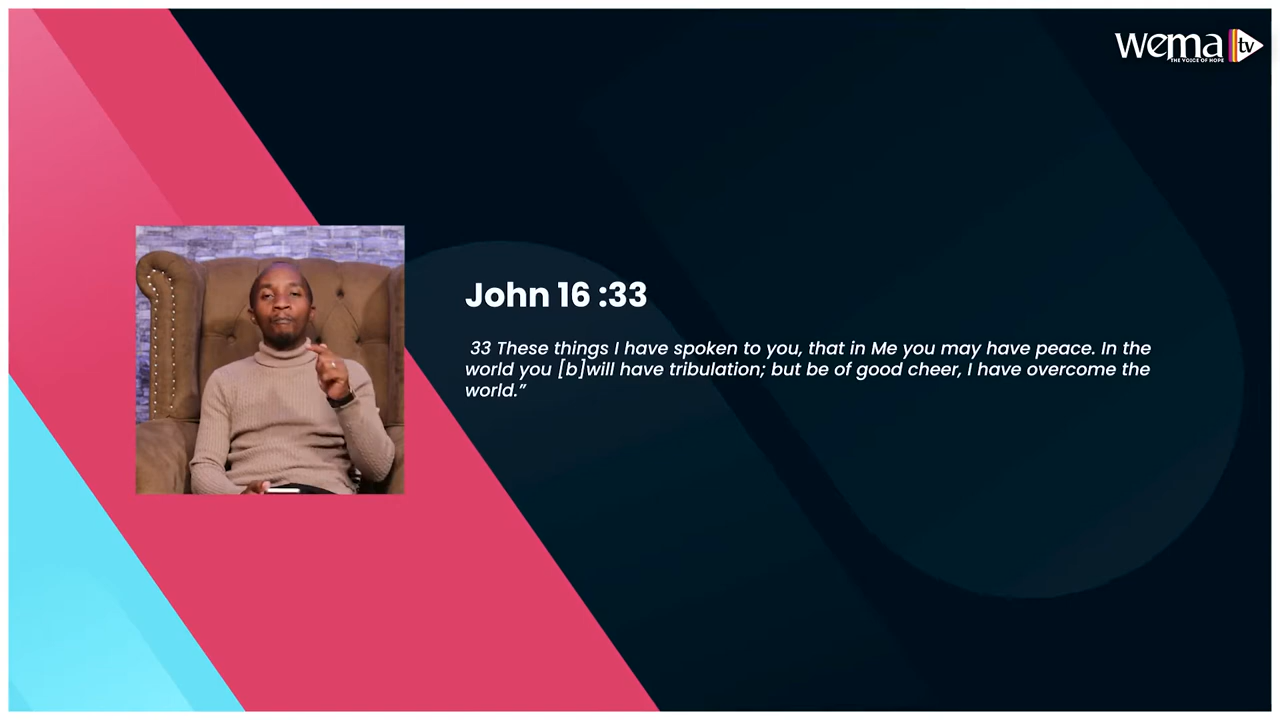 wema tv
THE VOICE OF HOPE
John 16 :33
33 These things I have spoken to you, that in Me you may have peace. In the
world you [b]will have tribulation; but be of good cheer, I have overcome the
world.”